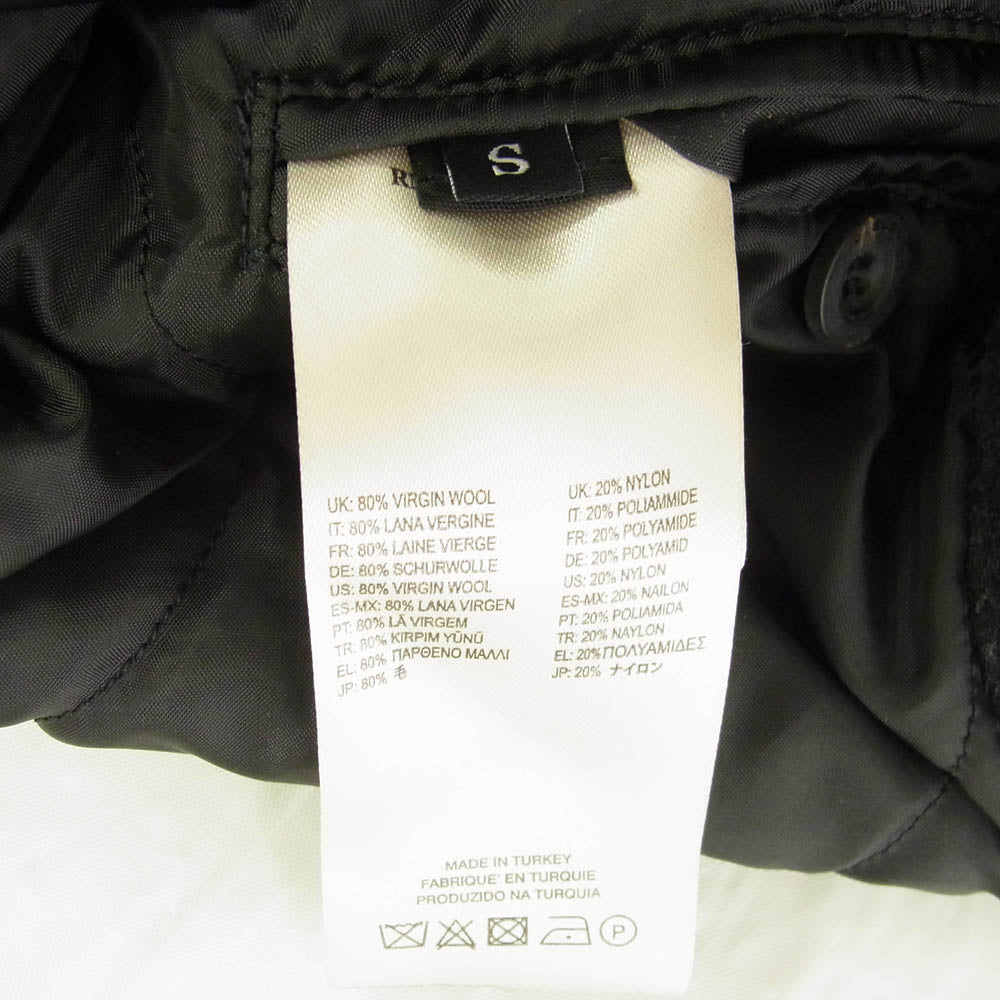 S
UK: 80% VIRGIN WOOL
IT: 80% LANA VERGINE
FR: 80% LAINE VIERGE
DE: 80% SCHURWOLLE
US: 80% VIRGIN WOOL
ES-MX: 80% LANA VIRGEN
PT: 80% LÃ VIRGEM
TR: 80% KIRPIM YÜNÜ
EL: 80% ΠΑΡΘΕΝΟ ΜΑΛΛΙ
JP: 80% 毛
UK: 20% NYLON
IT: 20% POLIAMMIDE
FR: 20% POLYAMIDE
DE: 20% POLYAMID
US: 20% NYLON
ES-MX: 20% NAILON
PT: 20% POLIAMIDA
TR: 20% NAYLON
EL: 20% ΠΟΛΥΑΜΙΔΕΣ
JP: 20% ナイロン
MADE IN TURKEY
FABRIQUE' EN TURQUIE
PRODUZIDO NA TURQUIA
P